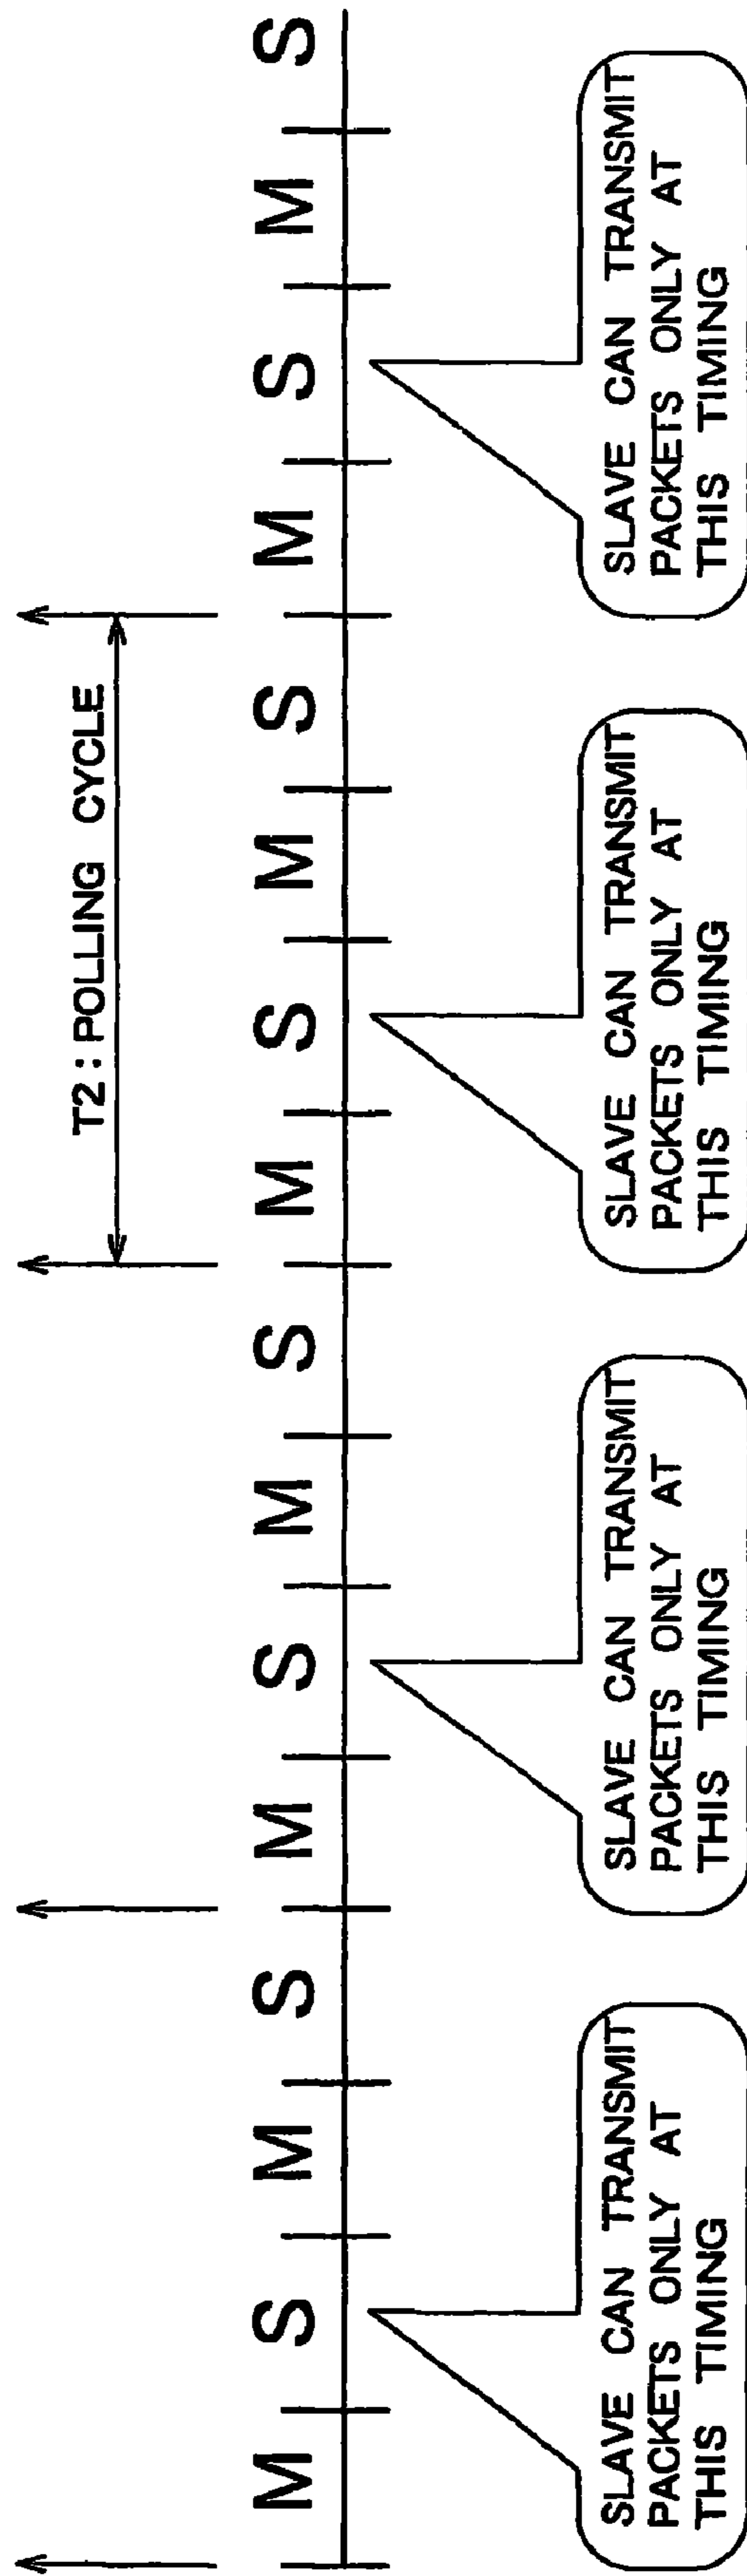 T2 : POLLING CYCLE
M S M S M S M S M S M S M S M S
SLAVE CAN TRANSMIT
PACKETS ONLY AT
THIS TIMING
SLAVE CAN TRANSMIT
PACKETS ONLY AT
THIS TIMING
SLAVE CAN TRANSMIT
PACKETS ONLY AT
THIS TIMING
SLAVE CAN TRANSMIT
PACKETS ONLY AT
THIS TIMING